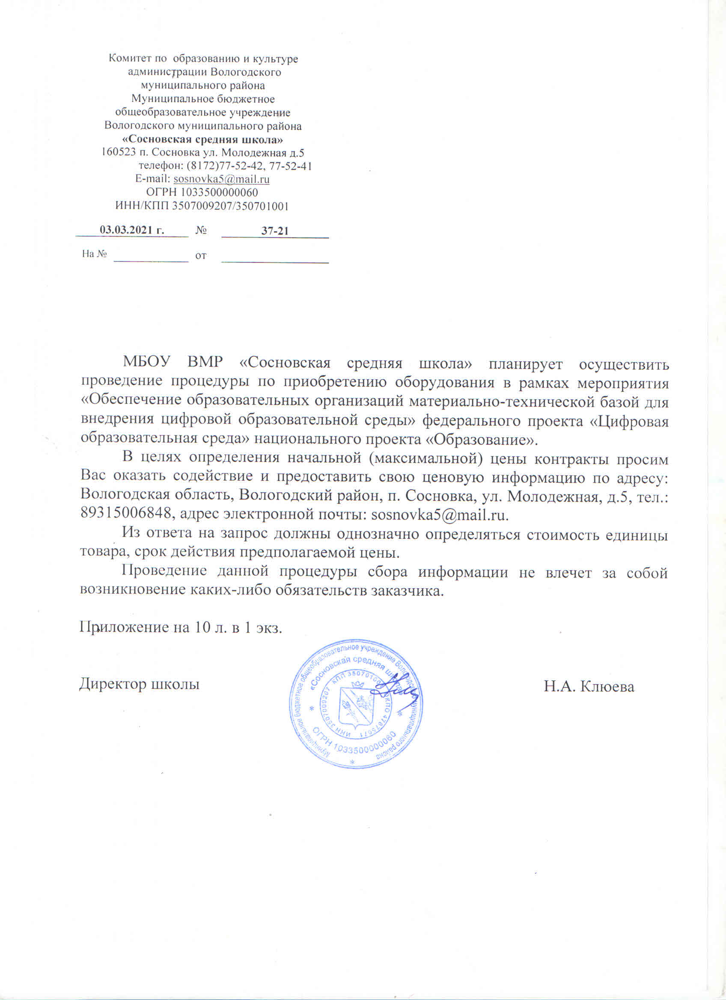 Комитет по образованию и культуре
администрации Вологодского
муниципального района
Муниципальное бюджетное
общеобразовательное учреждение
Вологодского муниципального района
«Сосновская средняя школа»
160523 п. Сосновка ул. Молодежная д.5
телефон: (8172)77-52-42, 77-52-41
E-mail: sosnovka5@mail.ru
ОГРН 1033500000060
ИНН/КПП 3507009207/350701001
03.03.2021 г. № 37-21
На № от
МБОУ ВМР «Сосновская средняя школа» планирует осуществить
проведение процедуры по приобретению оборудования в рамках мероприятия
«Обеспечение образовательных организаций материально-технической базой для
внедрения цифровой образовательной среды» федерального проекта «Цифровая
образовательная среда» национального проекта «Образование».
В целях определения начальной (максимальной) цены контракты просим
Вас оказать содействие и предоставить свою ценовую информацию по адресу:
Вологодская область, Вологодский район, п. Сосновка, ул. Молодежная, д.5, тел.:
89315006848, адрес электронной почты: sosnovka5@mail.ru.
Из ответа на запрос должны однозначно определяться стоимость единицы
товара, срок действия предполагаемой цены.
Проведение данной процедуры сбора информации не влечет за собой
возникновение каких-либо обязательств заказчика.
Приложение на 10 л. в 1 экз.
Директор школы Н.А. Клюева
Муниципальное бюджетное общеобразовательное учреждение Вологодского муниципального района
«Сосновская средняя школа»
ОГРН 1033500000060
ИНН 3507009207 КПП 350701001 ОКПО 47875071